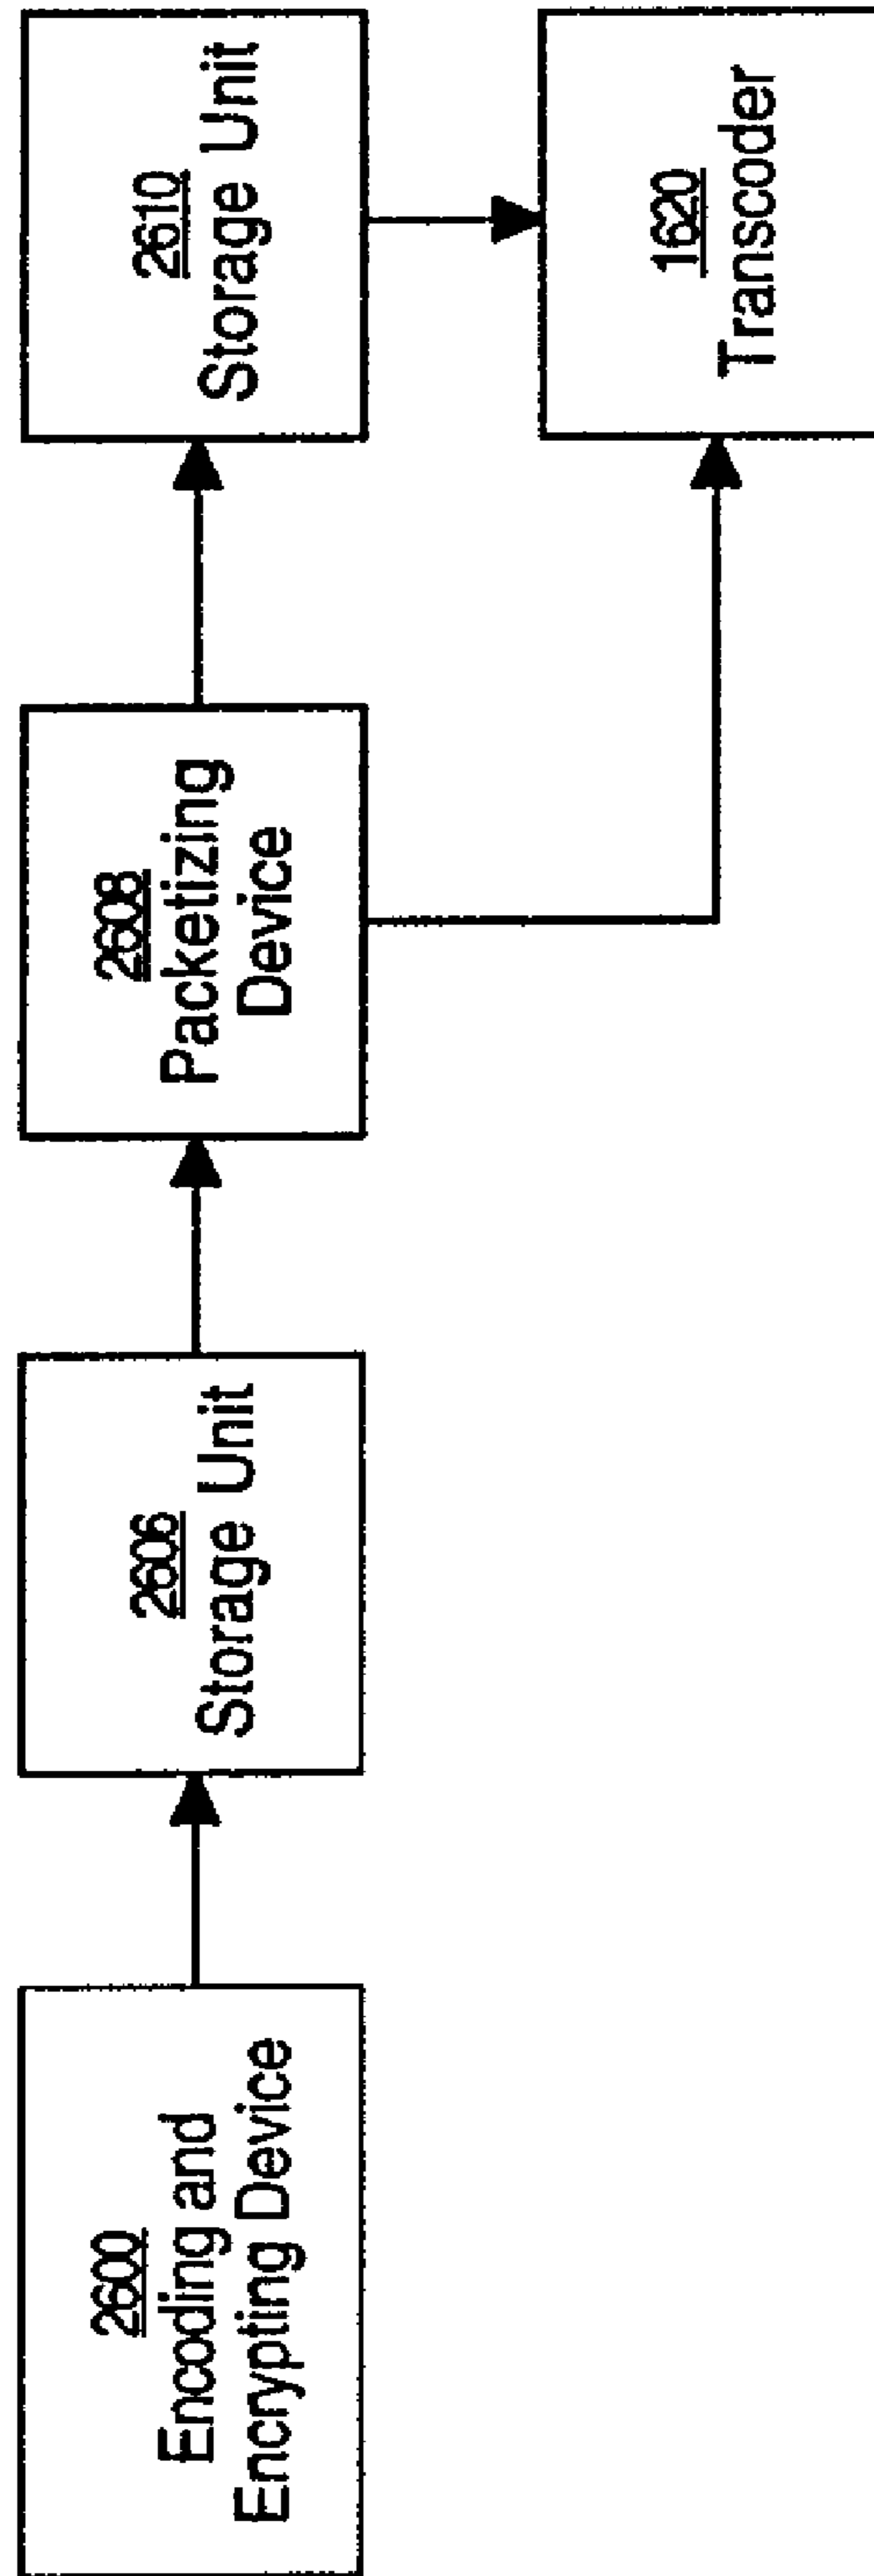 2600
Encoding and
Encrypting Device
2606
Storage Unit
2608
Packetizing
Device
2610
Storage Unit
1620
Transcoder